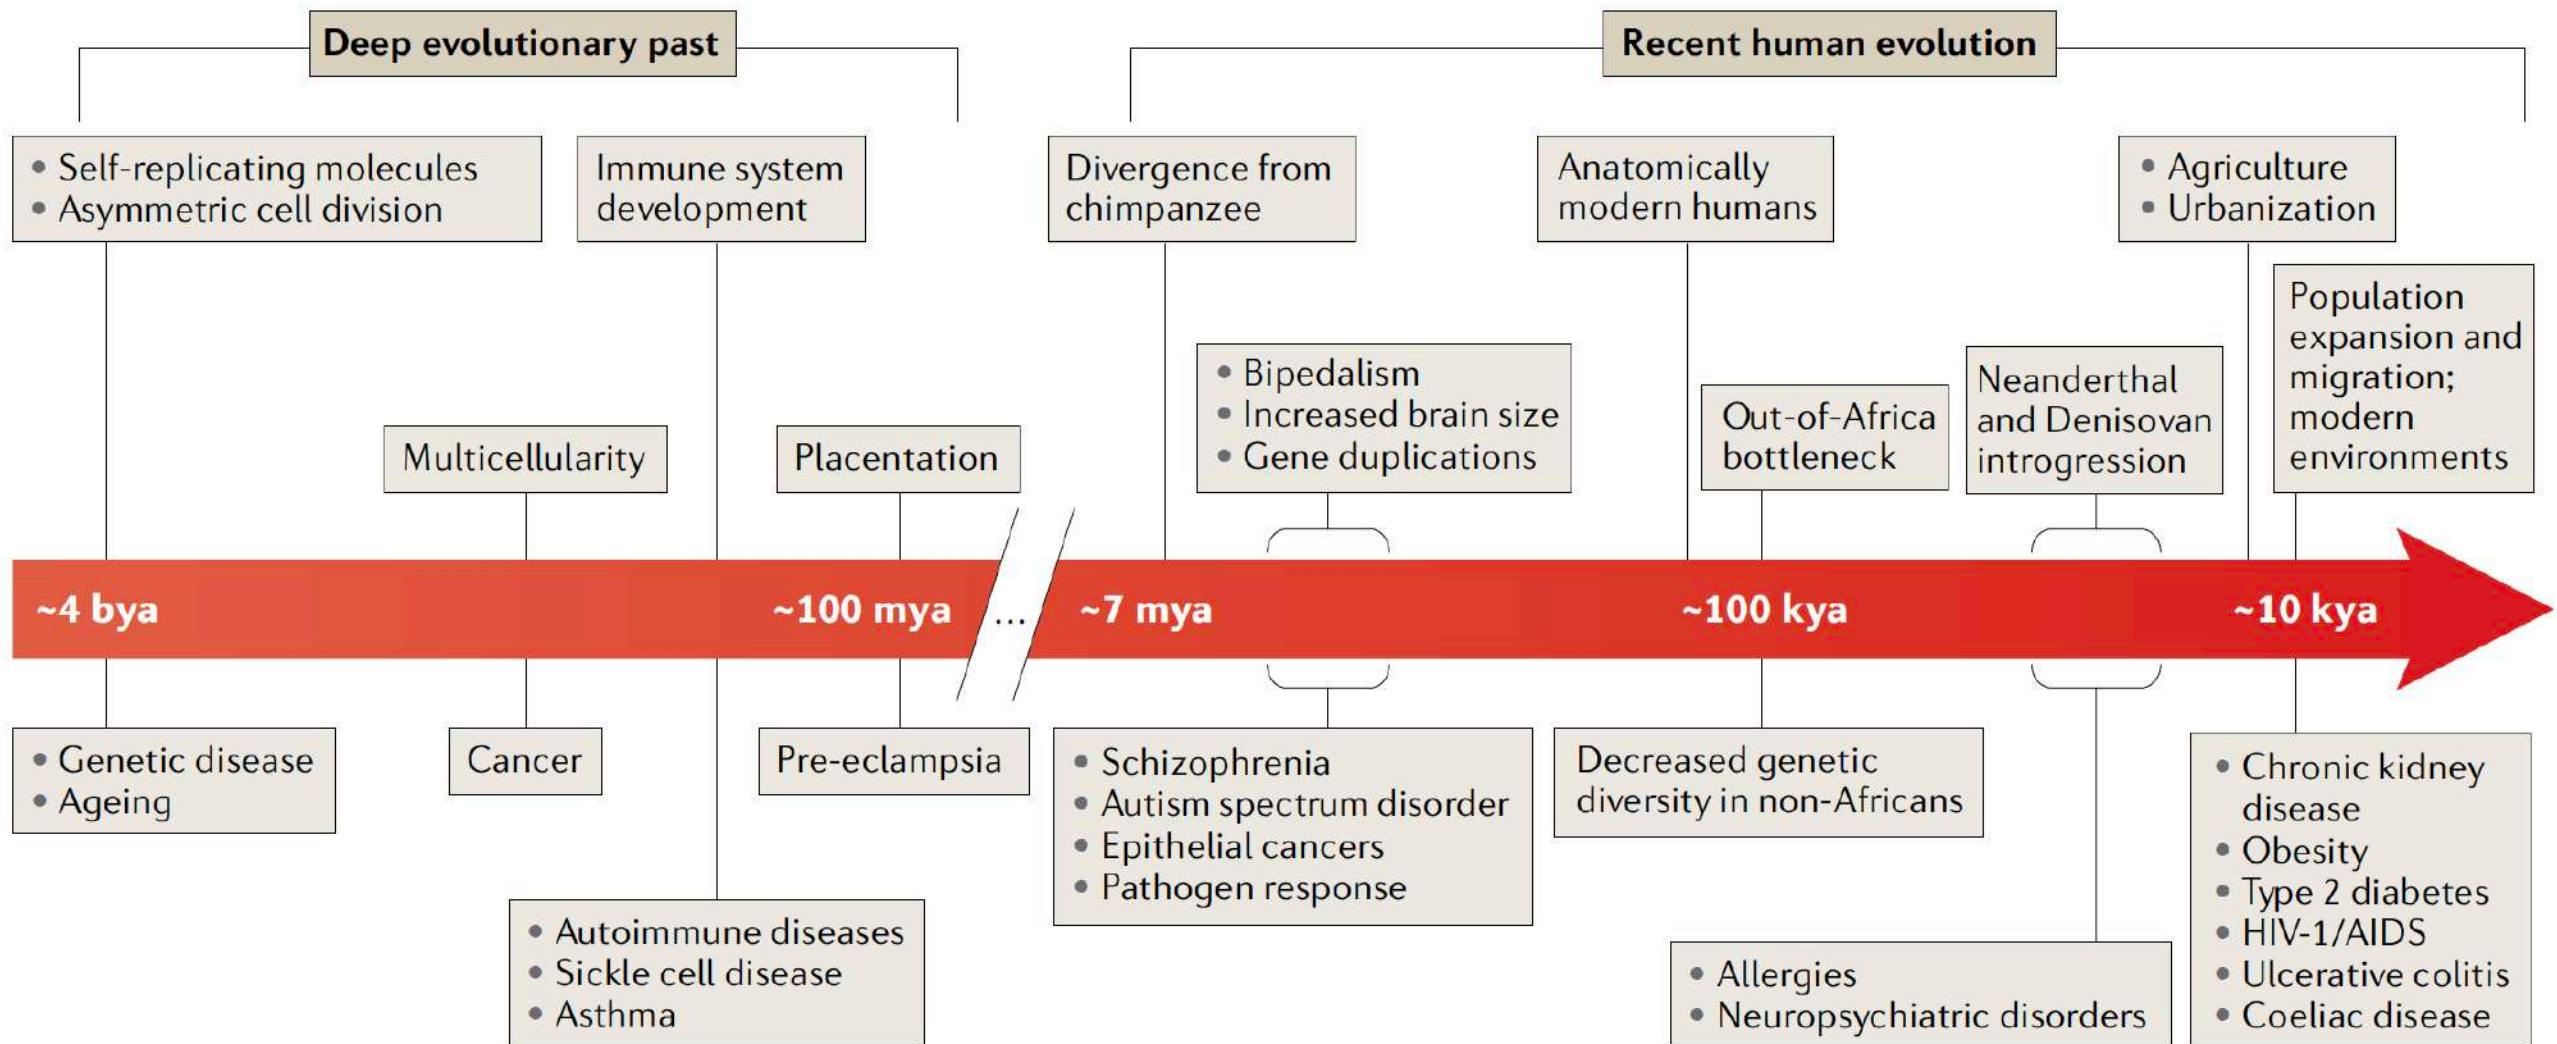 Deep evolutionary past
Recent human evolution
• Self-replicating molecules
• Asymmetric cell division
Immune system
development
Divergence from
chimpanzee
Anatomically
modern humans
• Agriculture
• Urbanization
Multicellularity
Placentation
• Bipedalism
• Increased brain size
• Gene duplications
Out-of-Africa
bottleneck
Neanderthal
and Denisovan
introgression
Population
expansion and
migration;
modern
environments
~4 bya
~100 mya
...
~7 mya
~100 kya
~10 kya
• Genetic disease
• Ageing
Cancer
• Autoimmune diseases
• Sickle cell disease
• Asthma
Pre-eclampsia
• Schizophrenia
• Autism spectrum disorder
• Epithelial cancers
• Pathogen response
Decreased genetic
diversity in non-Africans
• Allergies
• Neuropsychiatric disorders
• Chronic kidney
disease
• Obesity
• Type 2 diabetes
• HIV-1/AIDS
• Ulcerative colitis
• Coeliac disease